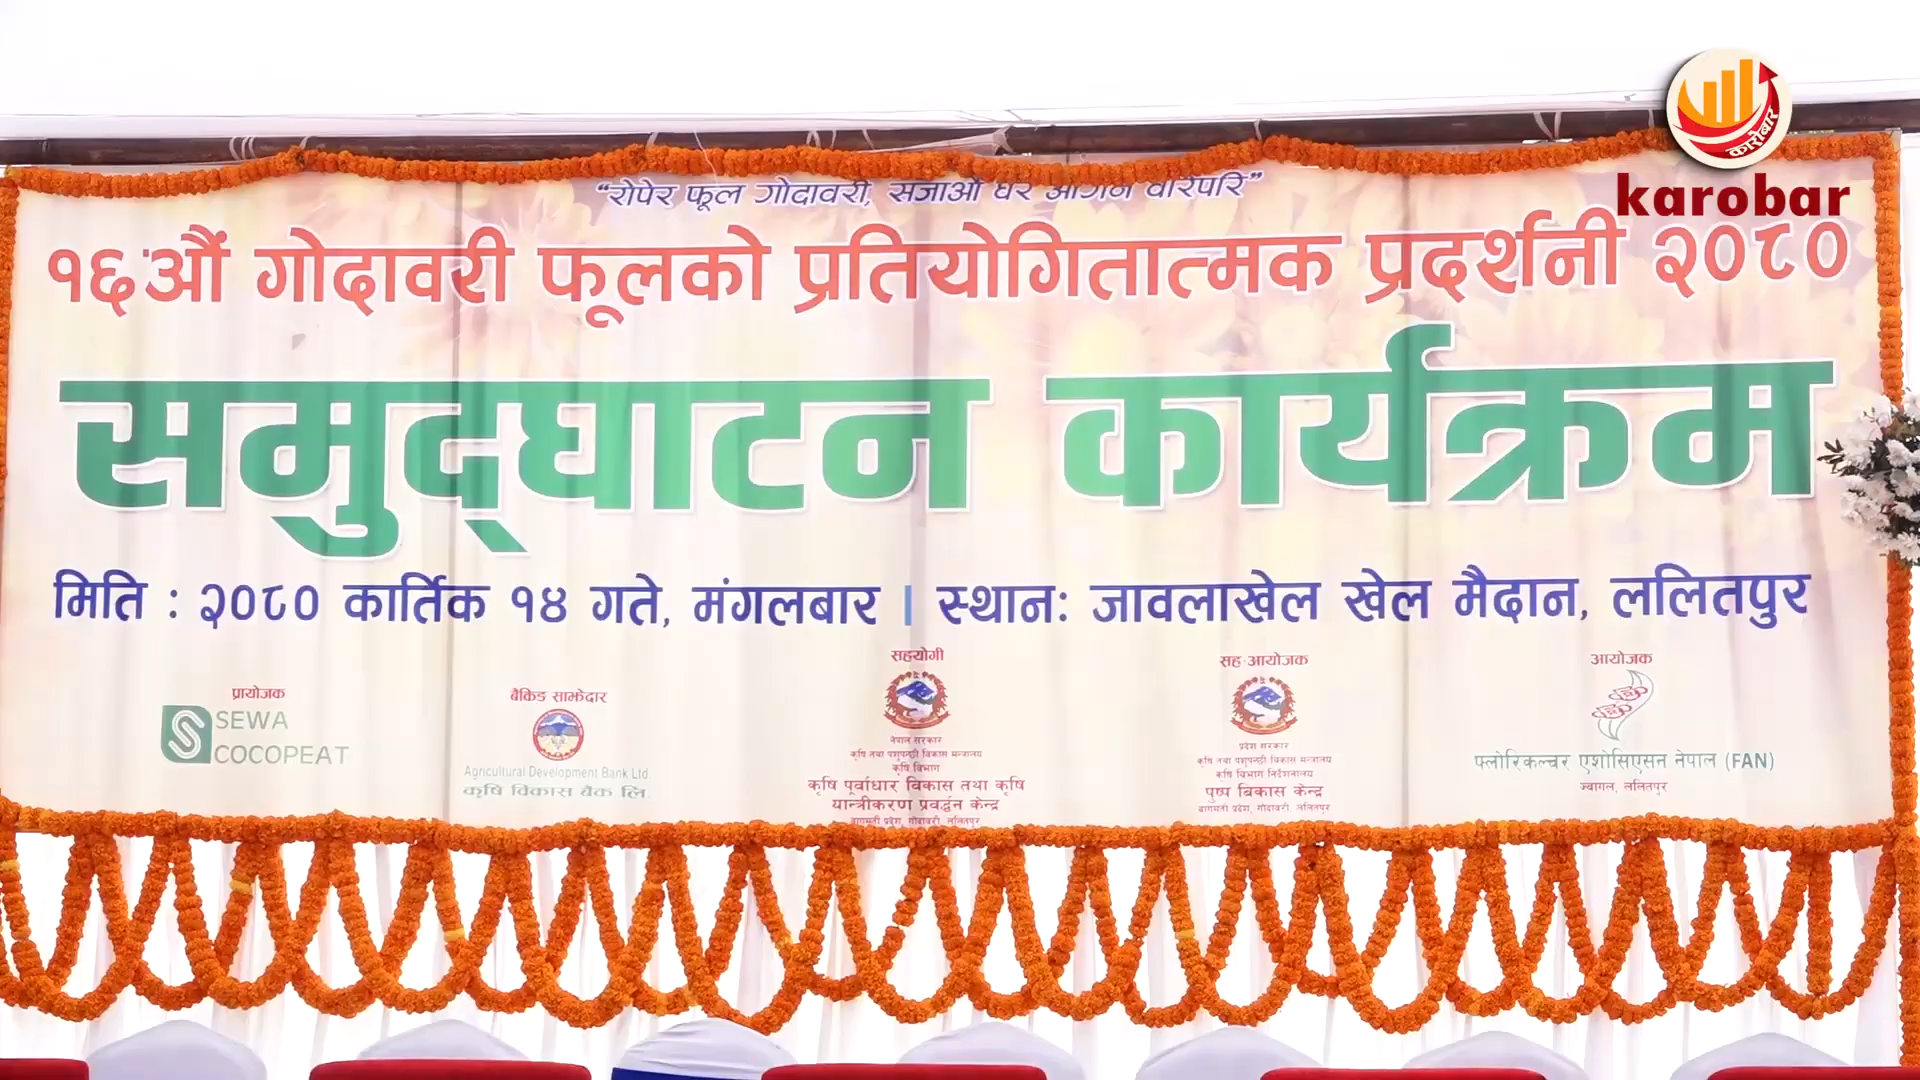 कारोबार
karobar
“रोपेर फूल गोदावरी, सजाऔं घर आँगन वरिपरि”
१६औं गोदावरी फूलको प्रतियोगितात्मक प्रदर्शनी २०८०
समुद्घाटन कार्यक्रम
मिति : २०८० कार्तिक १४ गते, मंगलबार | स्थान: जावलाखेल खेल मैदान, ललितपुर
प्रायोजक
SEWA
COCOPEAT
बैंकिङ साझेदार
Agricultural Development Bank Ltd
कृषि विकास बैंक लि.
सहयोगी
नेपाल सरकार
कृषि तथा पशुपन्छी विकास मन्त्रालय
कृषि विभाग
कृषि पूर्वाधार विकास तथा कृषि
यान्त्रीकरण प्रवर्द्धन केन्द्र
बागमती प्रदेश, गोदावरी, ललितपुर
सह-आयोजक
प्रदेश सरकार
कृषि तथा पशुपन्छी विकास मन्त्रालय
कृषि विकास निर्देशनालय
पुष्प विकास केन्द्र
बागमती प्रदेश, गोदावरी, ललितपुर
आयोजक
फ्लोरिकल्चर एशोसिएसन नेपाल (FAN)
ज्वागल, ललितपुर